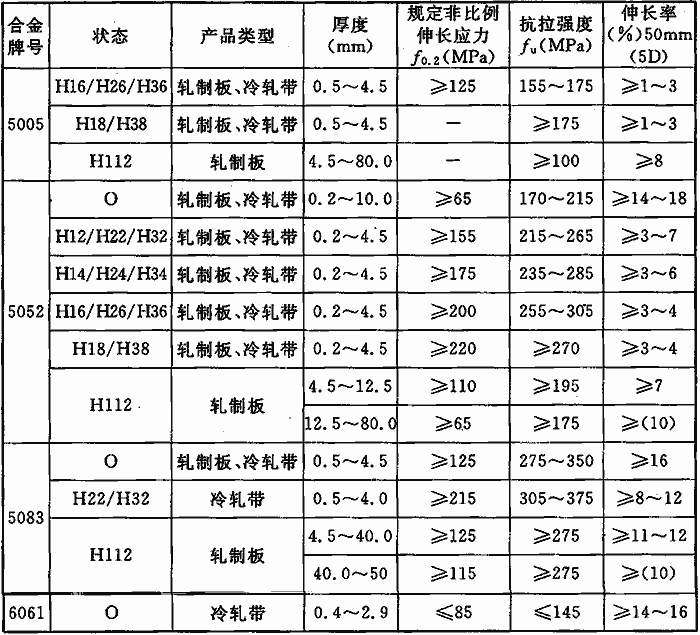 合金牌号 状态 产品类型 厚度(mm) 规定非比例伸长应力f0.2(MPa) 抗拉强度fu(MPa) 伸长率(%)50mm(5D)
5005 H16/H26/H36 轧制板、冷轧带 0.5～4.5 ≥125 155～175 ≥1～3
H18/H38 轧制板、冷轧带 0.5～4.5 － ≥175 ≥1～3
H112 轧制板 4.5～80.0 － ≥100 ≥8
5052 O 轧制板、冷轧带 0.2～10.0 ≥65 170～215 ≥14～18
H12/H22/H32 轧制板、冷轧带 0.2～4.5 ≥155 215～265 ≥3～7
H14/H24/H34 轧制板、冷轧带 0.2～4.5 ≥175 235～285 ≥3～6
H16/H26/H36 轧制板、冷轧带 0.2～4.5 ≥200 255～305 ≥3～4
H18/H38 轧制板、冷轧带 0.2～4.5 ≥220 ≥270 ≥3～4
H112 轧制板 4.5～12.5 ≥110 ≥195 ≥7
12.5～80.0 ≥65 ≥175 ≥(10)
5083 O 轧制板、冷轧带 0.5～4.5 ≥125 275～350 ≥16
H22/H32 冷轧带 0.5～4.0 ≥215 305～375 ≥8～12
H112 轧制板 4.5～40.0 ≥125 ≥275 ≥11～12
40.0～50 ≥115 ≥275 ≥(10)
6061 O 冷轧带 0.4～2.9 ≤85 ≤145 ≥14～16